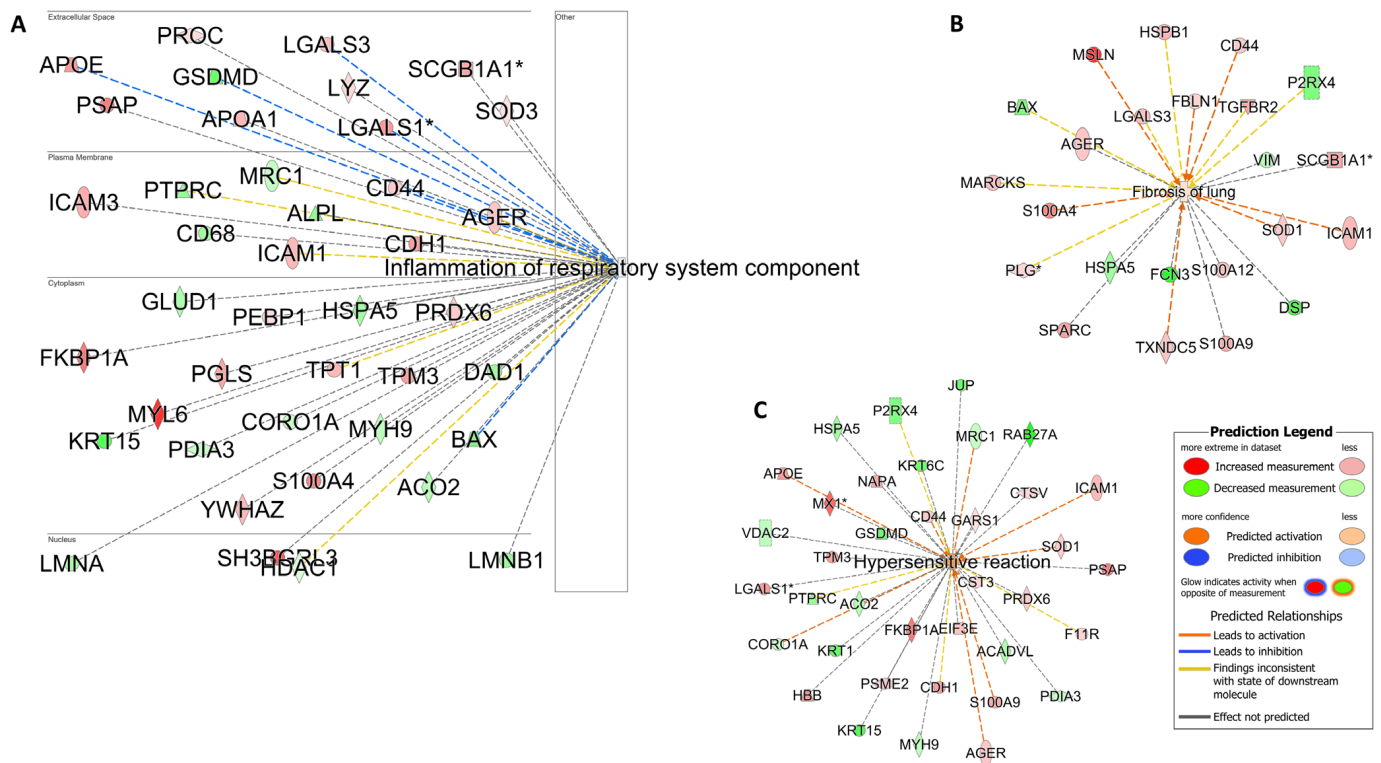 A
Extracellular Space
Other
PROC
LGALS3
APOE
GSDMD
SCGB1A1*
LYZ
PSAP
APOA1
LGALS1*
SOD3
Plasma Membrane
MRC1
PTPRC
CD44
ICAM3
ALPL
AGER
CD68
ICAM1
CDH1
Inflammation of respiratory system component
Cytoplasm
GLUD1
PEBP1
HSPA5
PRDX6
FKBP1A
PGLS
TPT1
TPM3
DAD1
MYL6
CORO1A
KRT15
PDIA3
MYH9
BAX
S100A4
ACO2
YWHAZ
Nucleus
LMNA
SH3BGRL3
HDAC1
LMNB1
B
HSPB1
MSLN
CD44
P2RX4
BAX
FBLN1
TGFBR2
LGALS3
AGER
VIM
SCGB1A1*
MARCKS
Fibrosis of lung
S100A4
SOD1
ICAM1
PLG*
HSPA5
FCN3
S100A12
DSP
SPARC
TXNDC5
S100A9
C
JUP
P2RX4
HSPA5
MRC1
RAB27A
KRT6C
APOE
NAPA
CTSV
ICAM1
MX1*
CD44
GARS1
VDAC2
GSDMD
SOD1
TPM3
Hypersensitive reaction
PSAP
LGALS1*
CST3
PTPRC
ACO2
PRDX6
CORO1A
FKBP1A
EIF3E
F11R
KRT1
ACADVL
HBB
PSME2
CDH1
S100A9
PDIA3
KRT15
MYH9
AGER
Prediction Legend
more extreme in dataset
less
Increased measurement
Decreased measurement
more confidence
less
Predicted activation
Predicted inhibition
Glow indicates activity when
opposite of measurement
Predicted Relationships
Leads to activation
Leads to inhibition
Findings inconsistent
with state of downstream
molecule
Effect not predicted